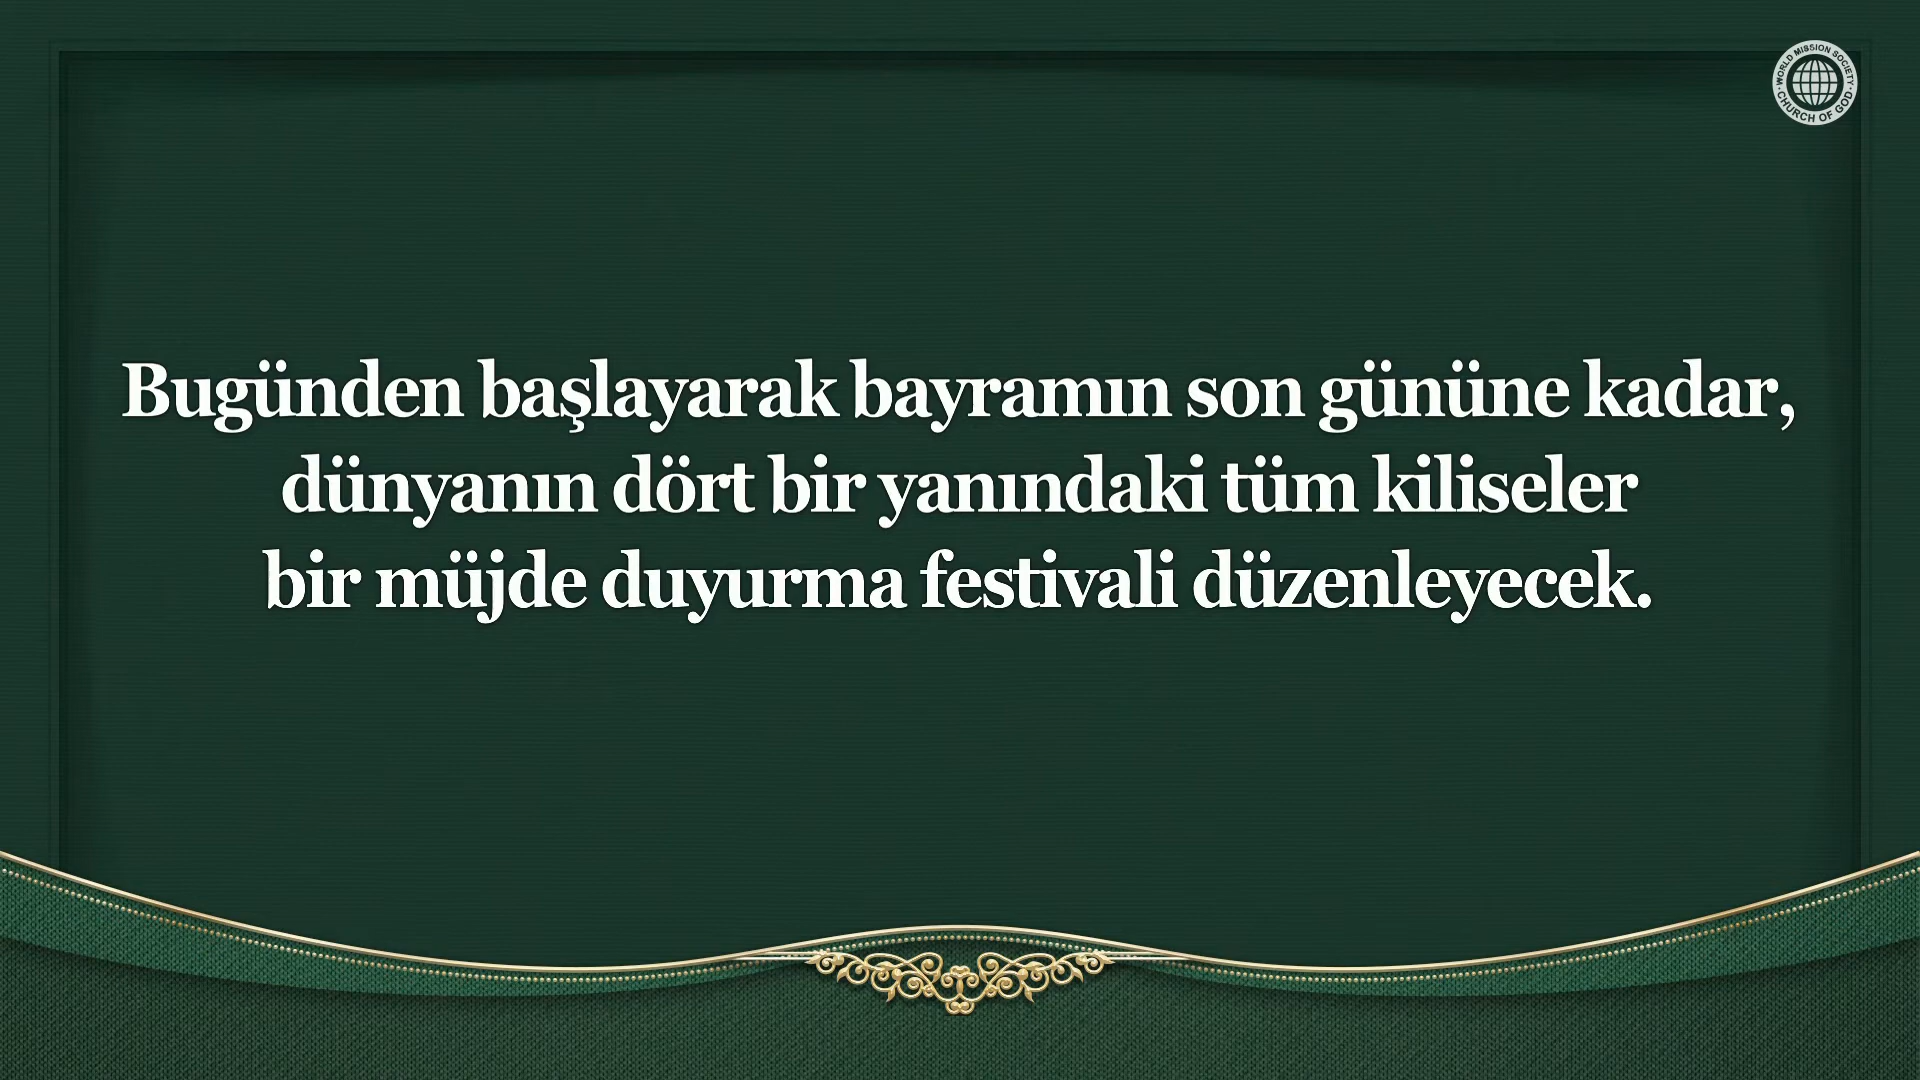 WORLD MISSION SOCIETY
CHURCH OF GOD
Bugünden başlayarak bayramın son gününe kadar,
dünyanın dört bir yanındaki tüm kiliseler
bir müjde duyurma festivali düzenleyecek.